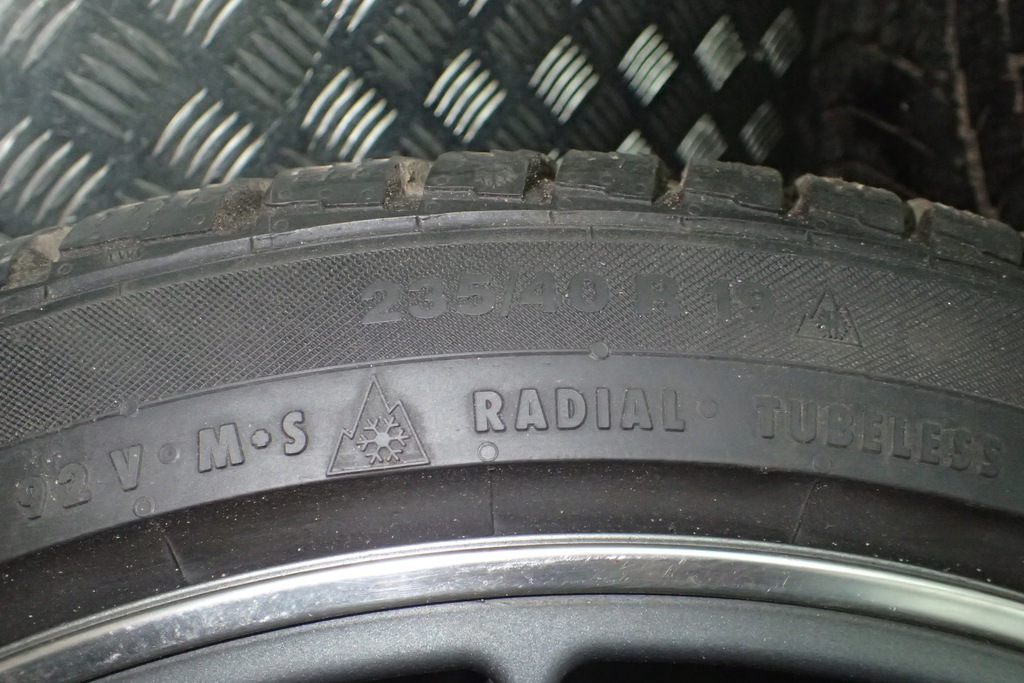 235/40 R 19
92 V • M•S RADIAL • TUBELESS